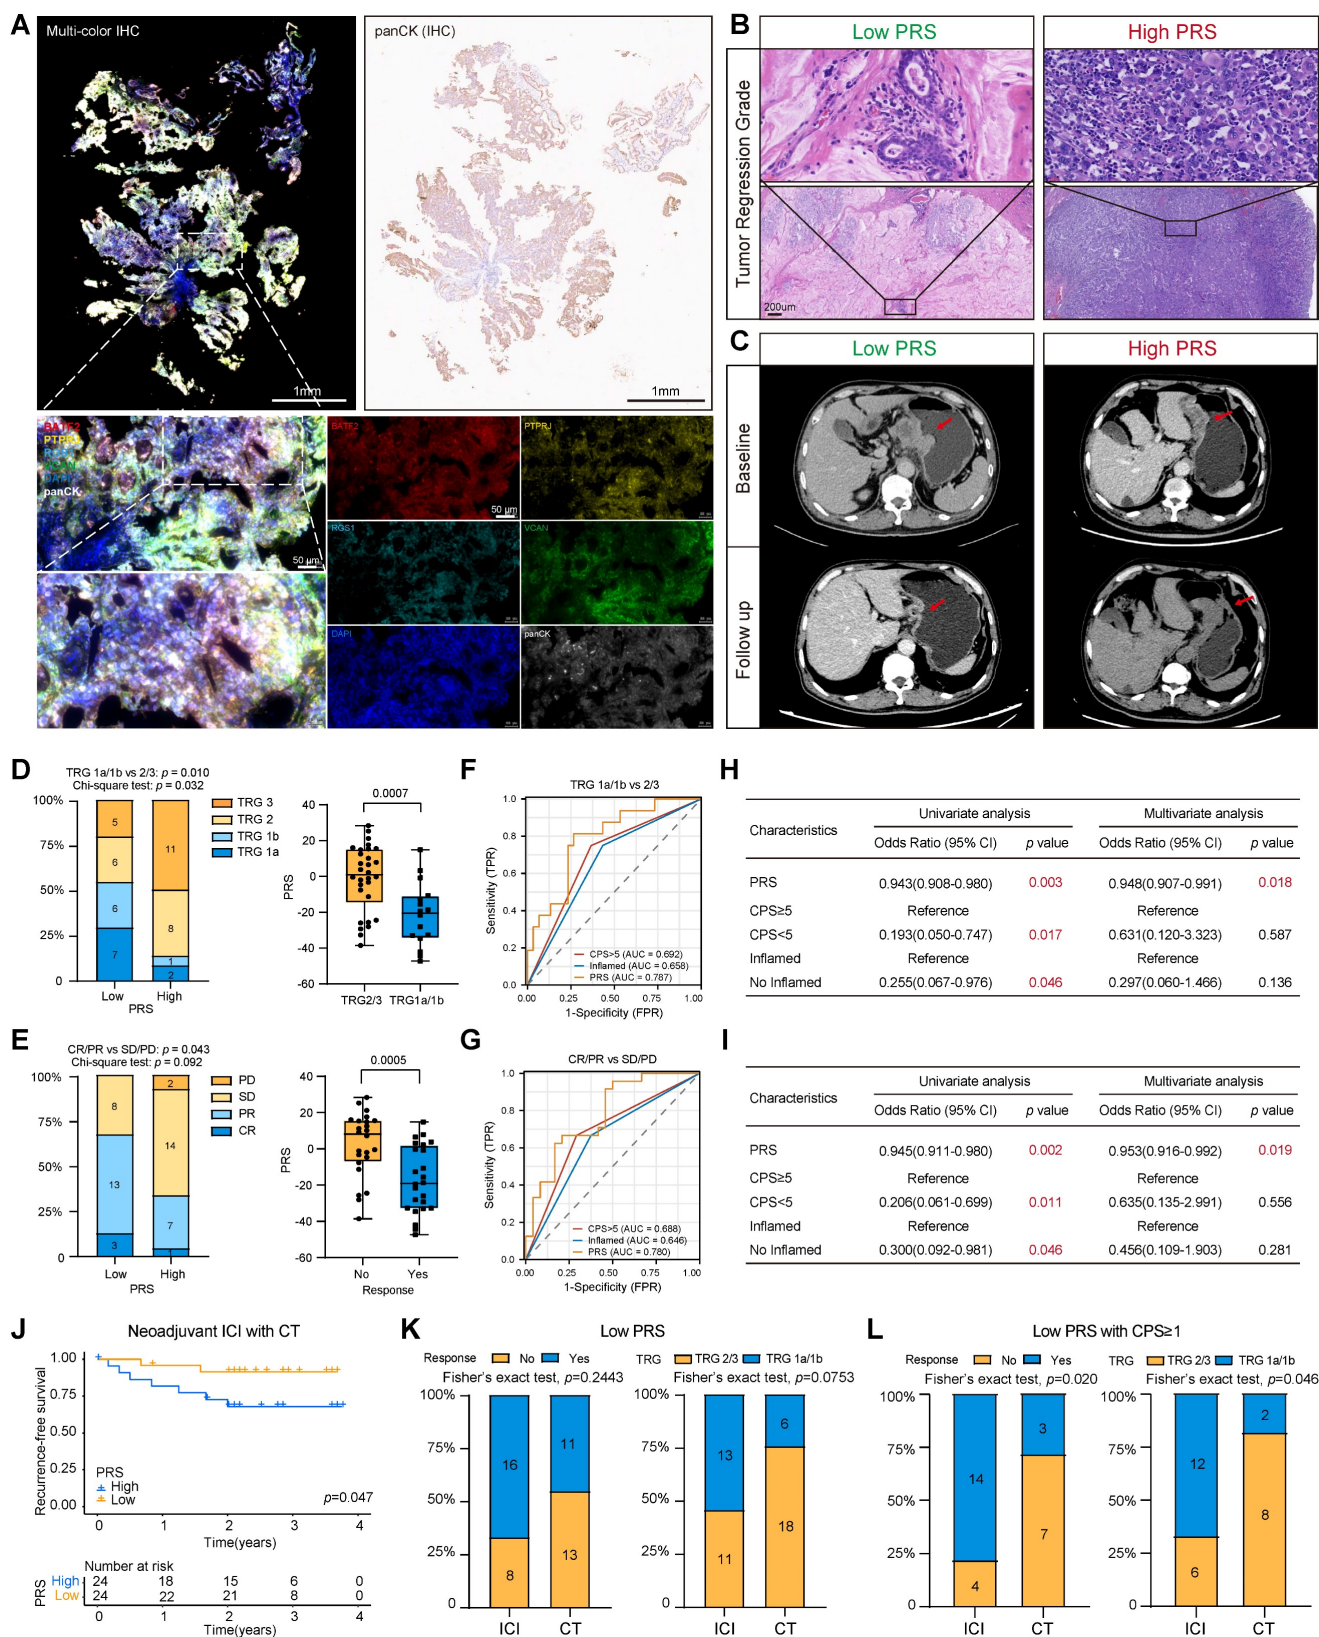 A
Multi-color IHC
1mm
panCK (IHC)
1mm
BATF2
PTPRJ
RGS1
VCAN
DAPI
panCK
50 µm
BATF2
50 µm
PTPRJ
RGS1
VCAN
DAPI
panCK
B
Low PRS
High PRS
Tumor Regression Grade
200um
C
Low PRS
High PRS
Baseline
Follow up
D
TRG 1a/1b vs 2/3: p = 0.010
Chi-square test: p = 0.032
100%
75%
50%
25%
0
5
6
6
7
11
8
1
2
Low
High
PRS
TRG 3
TRG 2
TRG 1b
TRG 1a
0.0007
PRS
40
20
0
-20
-40
-60
TRG2/3
TRG1a/1b
E
CR/PR vs SD/PD: p = 0.043
Chi-square test: p = 0.092
100%
75%
50%
25%
0
8
13
3
2
14
7
1
Low
High
PRS
PD
SD
PR
CR
0.0005
PRS
40
20
0
-20
-40
-60
No
Yes
Response
F
TRG 1a/1b vs 2/3
Sensitivity (TPR)
1.0
0.8
0.6
0.4
0.2
0.0
CPS>5 (AUC = 0.692)
Inflamed (AUC = 0.658)
PRS (AUC = 0.787)
0.00 0.25 0.50 0.75 1.00
1-Specificity (FPR)
G
CR/PR vs SD/PD
Sensitivity (TPR)
1.0
0.8
0.6
0.4
0.2
0.0
CPS>5 (AUC = 0.688)
Inflamed (AUC = 0.646)
PRS (AUC = 0.780)
0.00 0.25 0.50 0.75 1.00
1-Specificity (FPR)
H
Characteristics Univariate analysis Multivariate analysis
Odds Ratio (95% CI) p value Odds Ratio (95% CI) p value
PRS 0.943(0.908-0.980) 0.003 0.948(0.907-0.991) 0.018
CPS≥5 Reference Reference
CPS<5 0.193(0.050-0.747) 0.017 0.631(0.120-3.323) 0.587
Inflamed Reference Reference
No Inflamed 0.255(0.067-0.976) 0.046 0.297(0.060-1.466) 0.136
I
Characteristics Univariate analysis Multivariate analysis
Odds Ratio (95% CI) p value Odds Ratio (95% CI) p value
PRS 0.945(0.911-0.980) 0.002 0.953(0.916-0.992) 0.019
CPS≥5 Reference Reference
CPS<5 0.206(0.061-0.699) 0.011 0.635(0.135-2.991) 0.556
Inflamed Reference Reference
No Inflamed 0.300(0.092-0.981) 0.046 0.456(0.109-1.903) 0.281
J
Neoadjuvant ICI with CT
Recurrence-free survival
1.00
0.75
0.50
0.25
0.00
PRS
High
Low
p=0.047
0 1 2 3 4
Time(years)
Number at risk
PRS
High 24 18 15 6 0
Low 24 22 21 8 0
0 1 2 3 4
Time(years)
K
Low PRS
Response No Yes
Fisher's exact test, p=0.2443
100%
75%
50%
25%
0
16
8
11
13
ICI
CT
TRG TRG 2/3 TRG 1a/1b
Fisher's exact test, p=0.0753
100%
75%
50%
25%
0
13
11
6
18
ICI
CT
L
Low PRS with CPS≥1
Response No Yes
Fisher's exact test, p=0.020
100%
75%
50%
25%
0
14
4
3
7
ICI
CT
TRG TRG 2/3 TRG 1a/1b
Fisher's exact test, p=0.046
100%
75%
50%
25%
0
12
6
2
8
ICI
CT